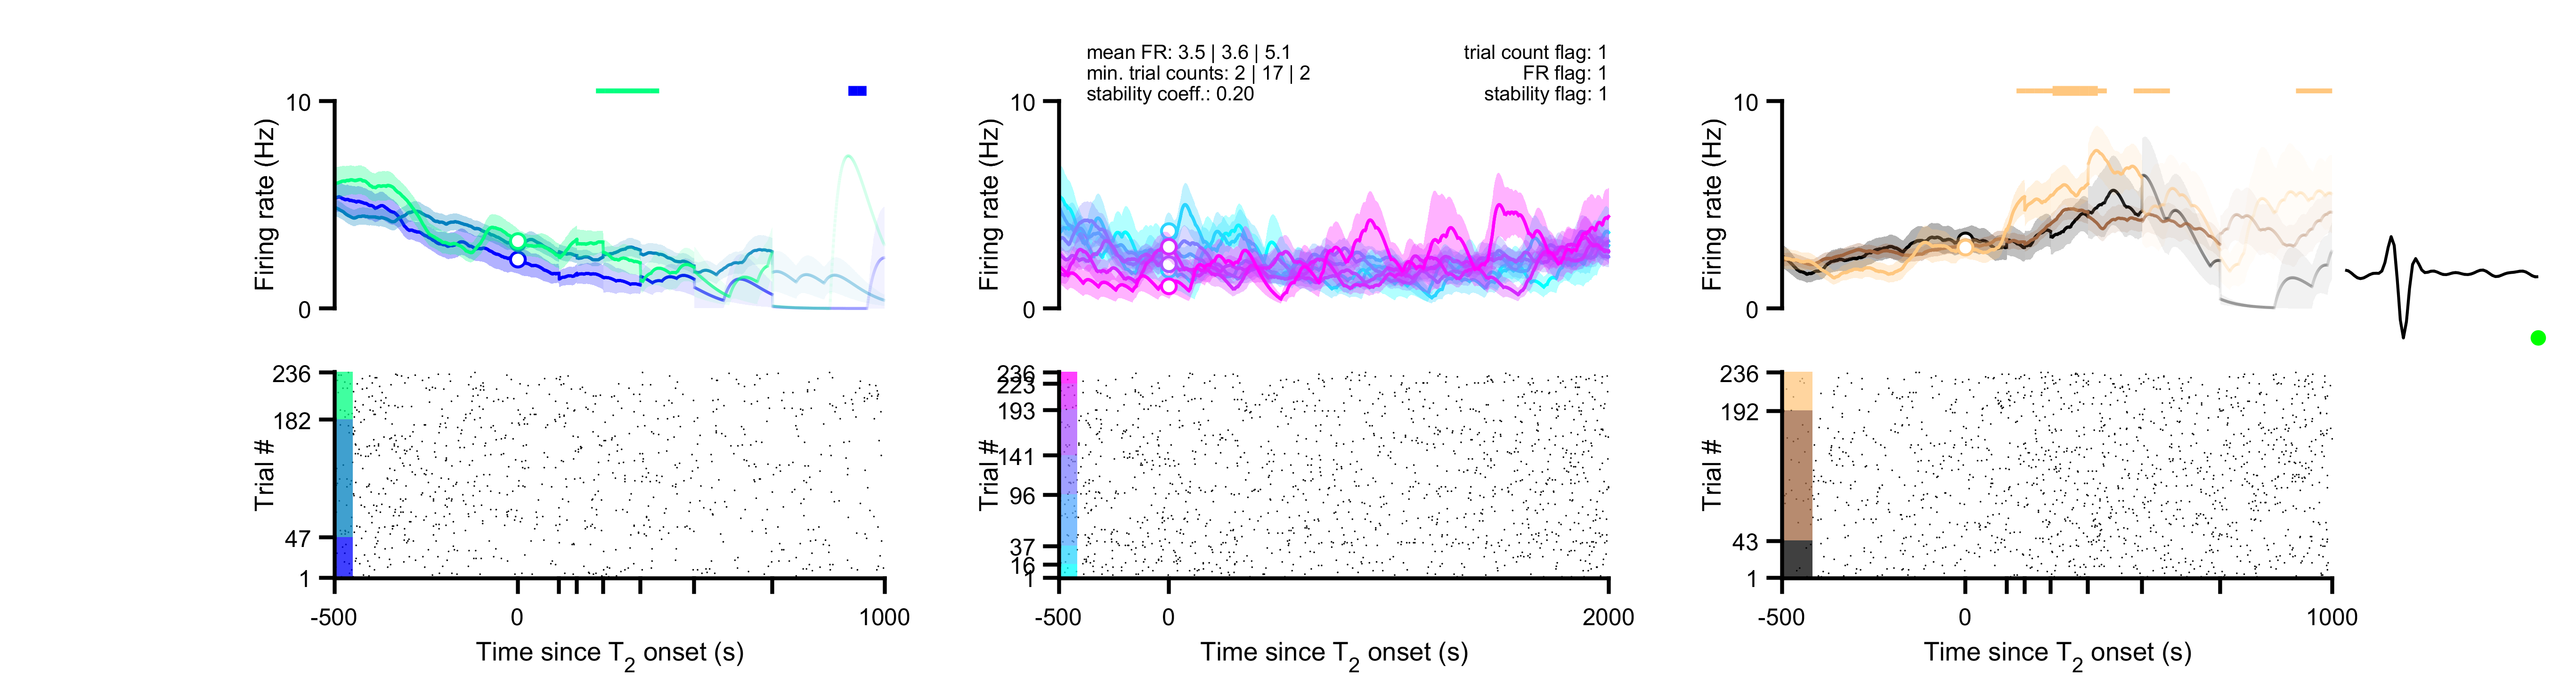 mean FR: 3.5 | 3.6 | 5.1
min. trial counts: 2 | 17 | 2
stability coeff.: 0.20
trial count flag: 1
FR flag: 1
stability flag: 1
10
Firing rate (Hz)
0
236
182
Trial #
47
1
-500
0
1000
Time since T2 onset (s)
10
Firing rate (Hz)
0
236
223
193
Trial #
141
96
37
16
1
-500
0
2000
Time since T2 onset (s)
10
Firing rate (Hz)
0
236
192
Trial #
43
1
-500
0
1000
Time since T2 onset (s)